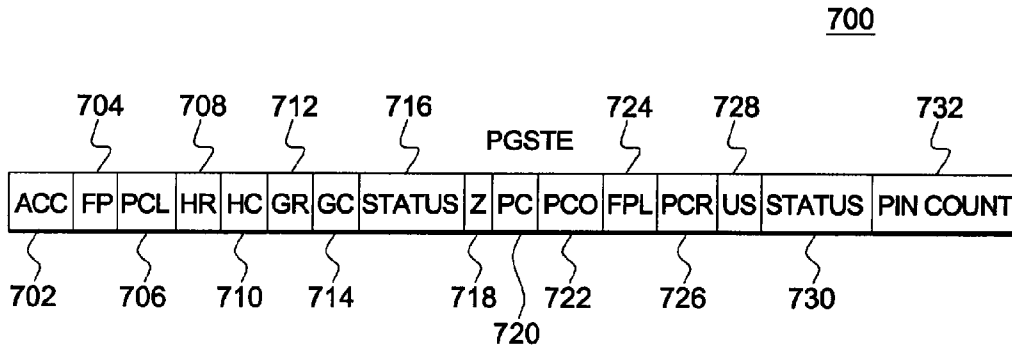 700
704 708 712 716 724 728 732
PGSTE
ACC FP PCL HR HC GR GC STATUS Z PC PCO FPL PCR US STATUS PIN COUNT
702 706 710 714 718 722 726 730
720